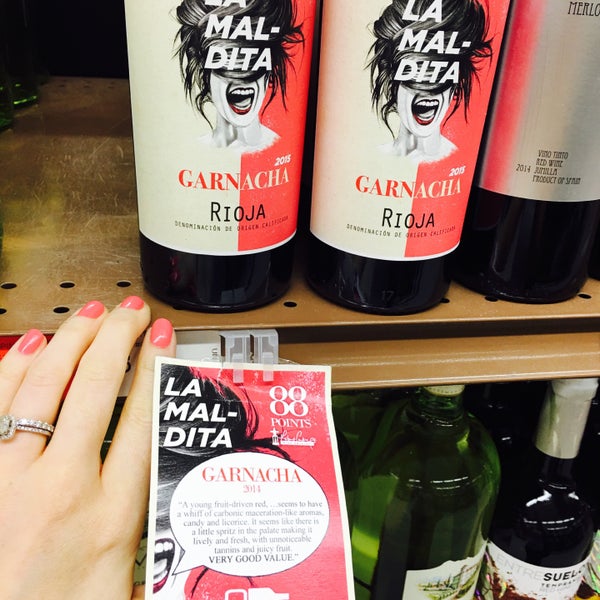 LA
MAL-
DITA
2015
GARNACHA
RIOJA
DENOMINACIÓN DE ORIGEN CALIFICADA
LA
MAL-
DITA
2015
GARNACHA
RIOJA
DENOMINACIÓN DE ORIGEN CALIFICADA
17
MERLO
VINO TINTO
RED WINE
2014 JUMILLA
PRODUCT OF SPAIN
LA
MAL-
DITA
88
POINTS
GARNACHA
2014
"A young fruit-driven red, ...seems to have
a whiff of carbonic maceration-like aromas,
candy and licorice. It seems like there is
a little spritz in the palate making it
lively and fresh, with unnoticeable
tannins and juicy fruit.
VERY GOOD VALUE."
ENTRE
SUEL
TEMPRA